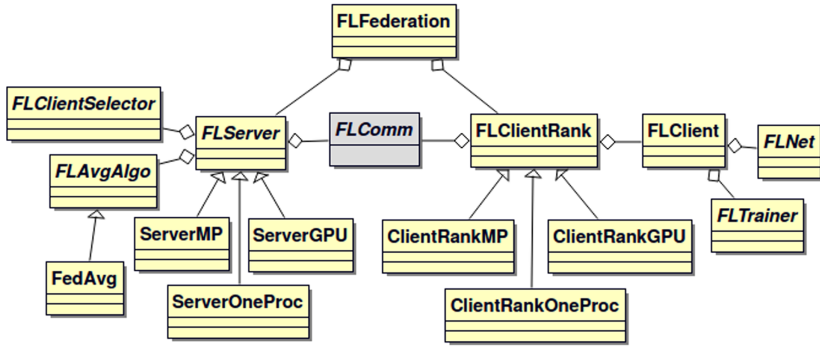 FLFederation
FLClientSelector
FLServer
FLComm
FLClientRank
FLClient
FLNet
FLAvgAlgo
FLTrainer
ServerMP
ServerGPU
ClientRankMP
ClientRankGPU
FedAvg
ServerOneProc
ClientRankOneProc